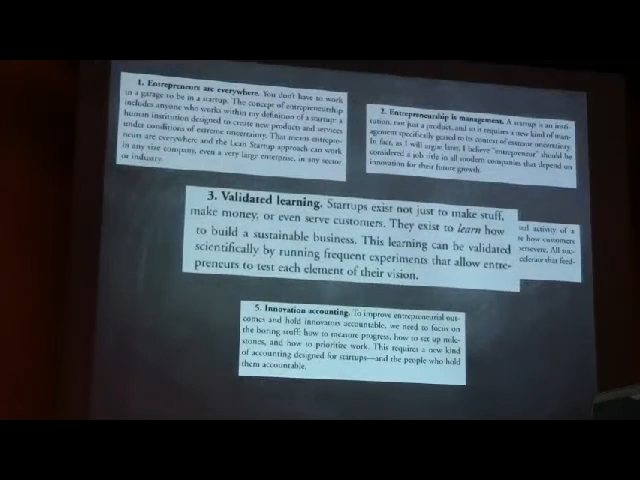 1. Entrepreneurs are everywhere. You don't have to work
in a garage to be in a startup. The concept of entrepreneurship
includes anyone who works within my definition of a startup: a
human institution designed to create new products and services
under conditions of extreme uncertainty. That means entrepre-
neurs are everywhere and the Lean Startup approach can work
in any size company, even a very large enterprise, in any sector
or industry.
2. Entrepreneurship is management. A startup is an insti-
tution, not just a product, and so it requires a new kind of man-
agement specifically geared to its context of extreme uncertainty.
In fact, as I will argue later, I believe "entrepreneur" should be
considered a job title in all modern companies that depend on
innovation for their future growth.
3. Validated learning. Startups exist not just to make stuff,
make money, or even serve customers. They exist to learn how
to build a sustainable business. This learning can be validated
scientifically by running frequent experiments that allow entre-
preneurs to test each element of their vision.
activity of a
how customers
persevere. All suc-
accelerate that feed-
5. Innovation accounting. To improve entrepreneurial out-
comes and hold innovators accountable, we need to focus on
the boring stuff: how to measure progress, how to set up mile-
stones, and how to prioritize work. This requires a new kind
of accounting designed for startups—and the people who hold
them accountable.